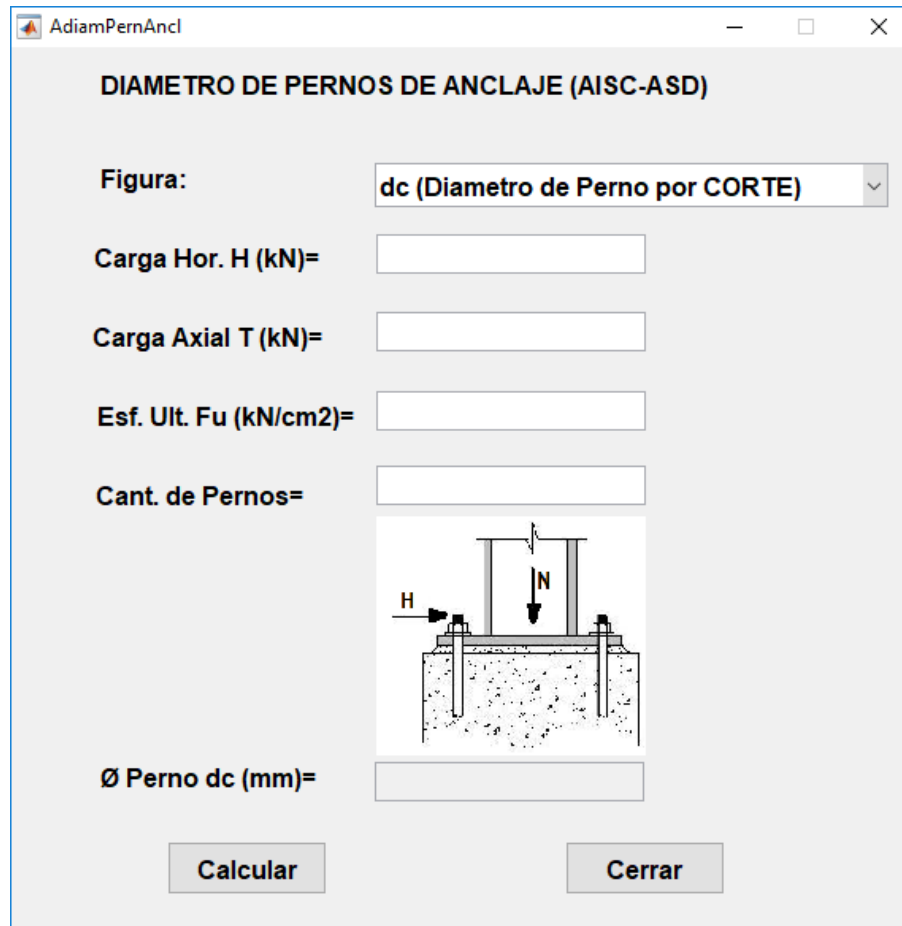 AdiamPernAncl
DIAMETRO DE PERNOS DE ANCLAJE (AISC-ASD)
Figura:
dc (Diametro de Perno por CORTE)
Carga Hor. H (kN)=
Carga Axial T (kN)=
Esf. Ult. Fu (kN/cm2)=
Cant. de Pernos=
N
H
Ø Perno dc (mm)=
Calcular Cerrar